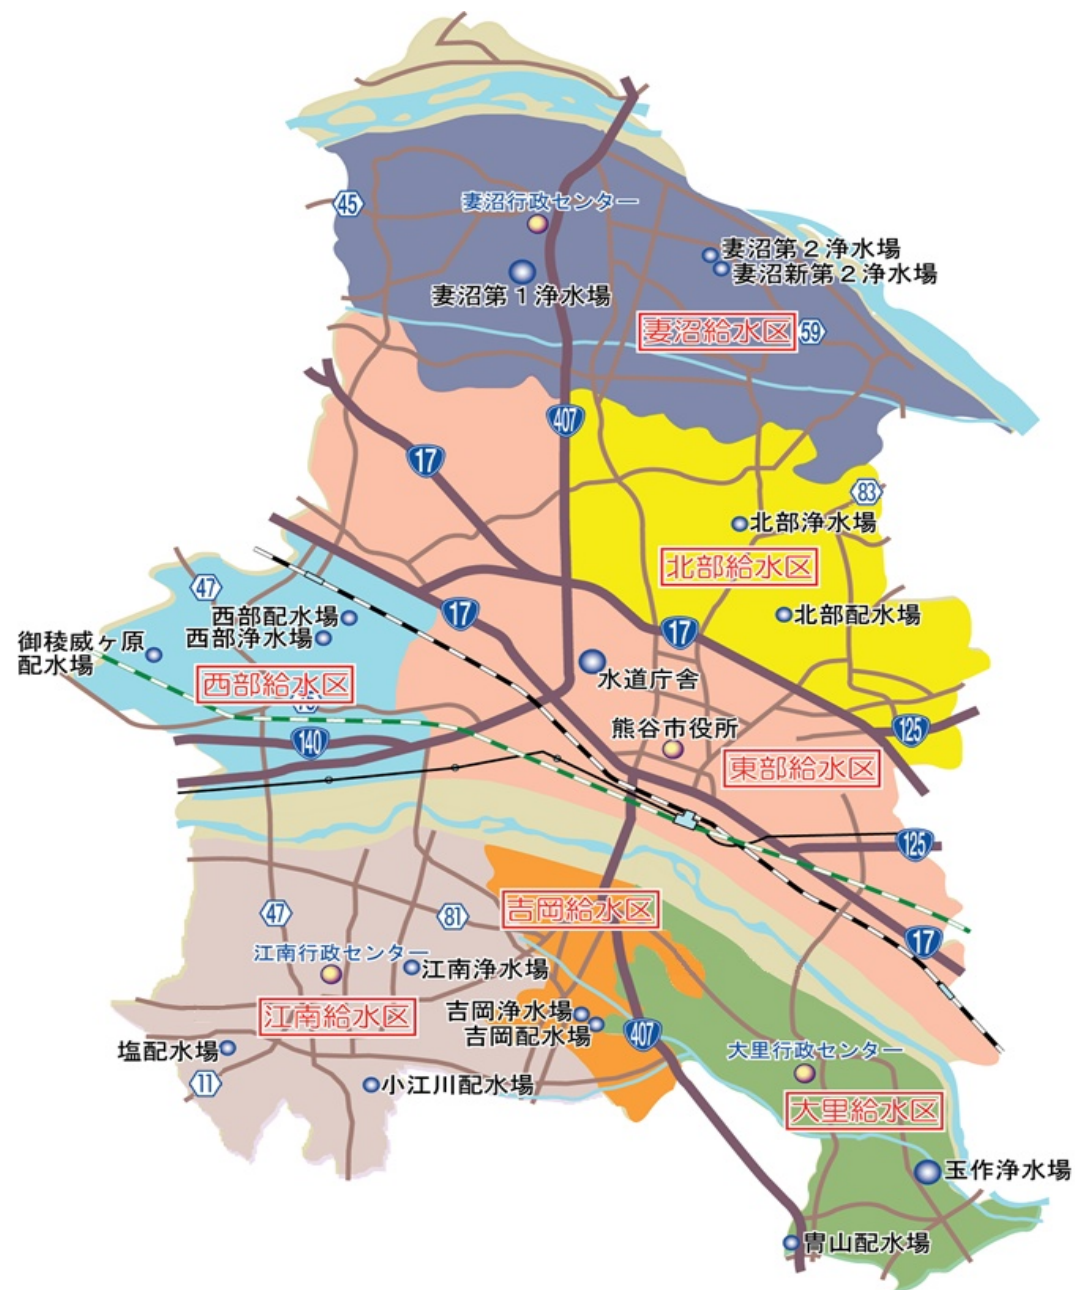 45
妻沼行政センター
妻沼第２浄水場
妻沼新第２浄水場
妻沼第１浄水場
妻沼給水区
59
407
17
83
北部浄水場
北部給水区
47
西部配水場
17
北部配水場
西部浄水場
17
御稜威ヶ原
配水場
水道庁舎
西部給水区
熊谷市役所
125
140
東部給水区
125
吉岡給水区
47
81
17
江南行政センター
江南浄水場
江南給水区
吉岡浄水場
吉岡配水場
407
塩配水場
大里行政センター
11
小江川配水場
大里給水区
玉作浄水場
冑山配水場